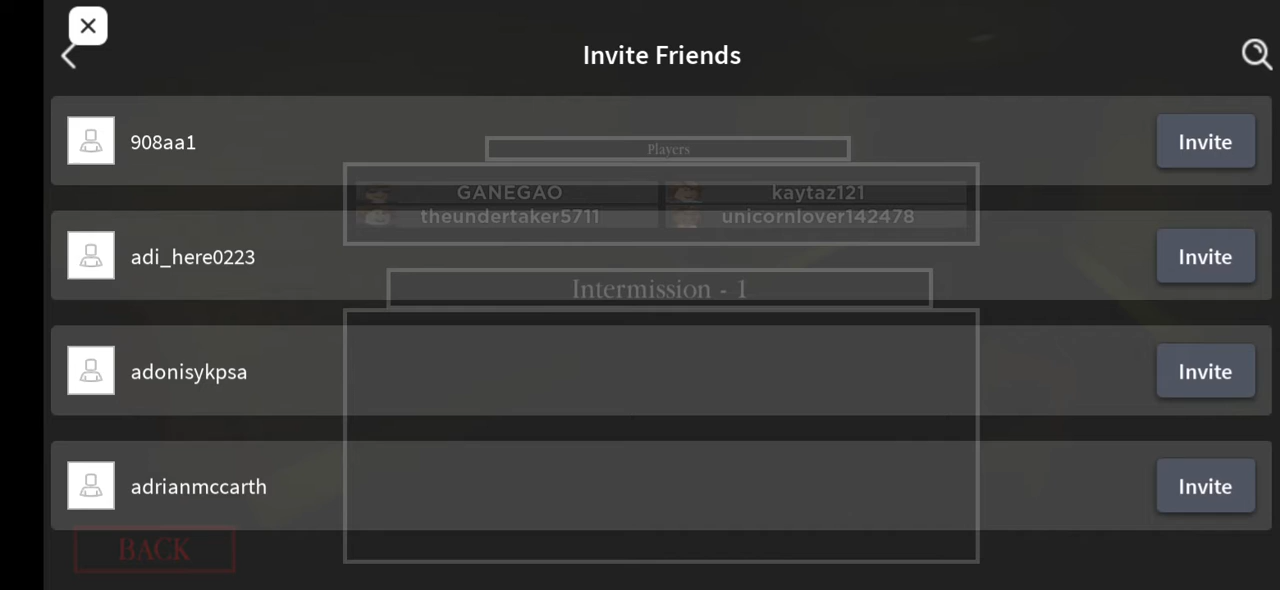 Invite Friends
908aa1
Invite
Players
GANEGAO
kaytaz121
theundertaker5711
unicornlover142478
adi_here0223
Invite
Intermission - 1
adonisykpsa
Invite
adrianmccarth
Invite
BACK